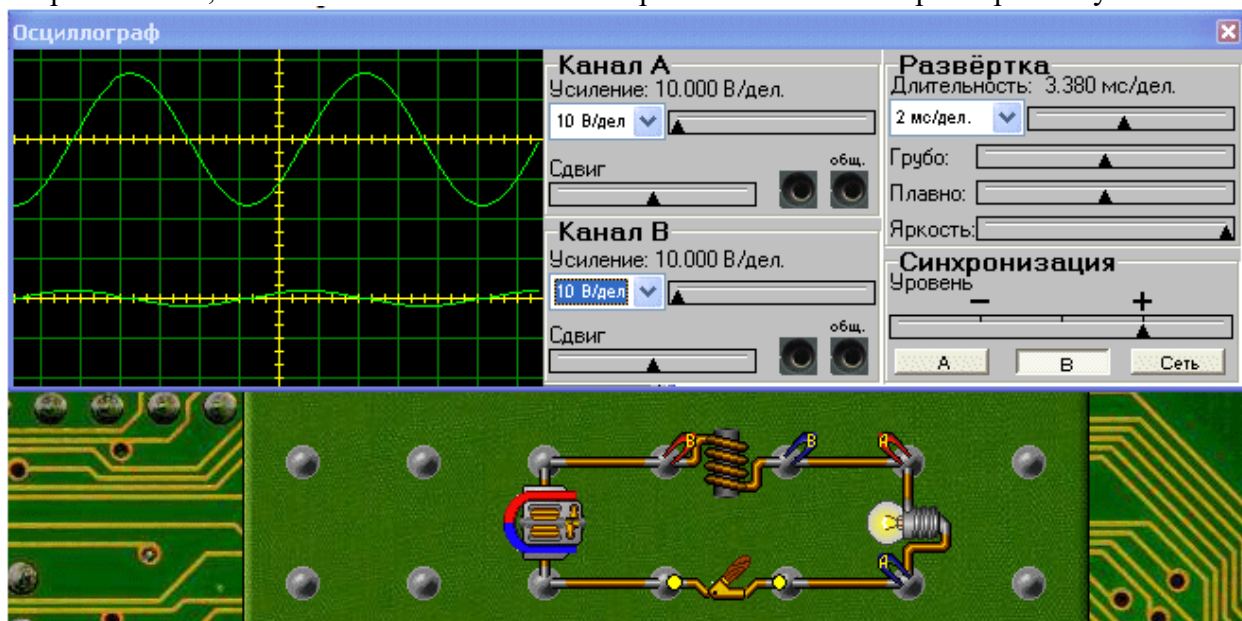 Осциллограф
Канал А
Усиление: 10.000 В/дел.
10 В/дел
Сдвиг
общ.
Канал В
Усиление: 10.000 В/дел.
10 В/дел
Сдвиг
общ.
Развёртка
Длительность: 3.380 мс/дел.
2 мс/дел.
Грубо:
Плавно:
Яркость:
Синхронизация
Уровень
− +
А В Сеть
B B A
A